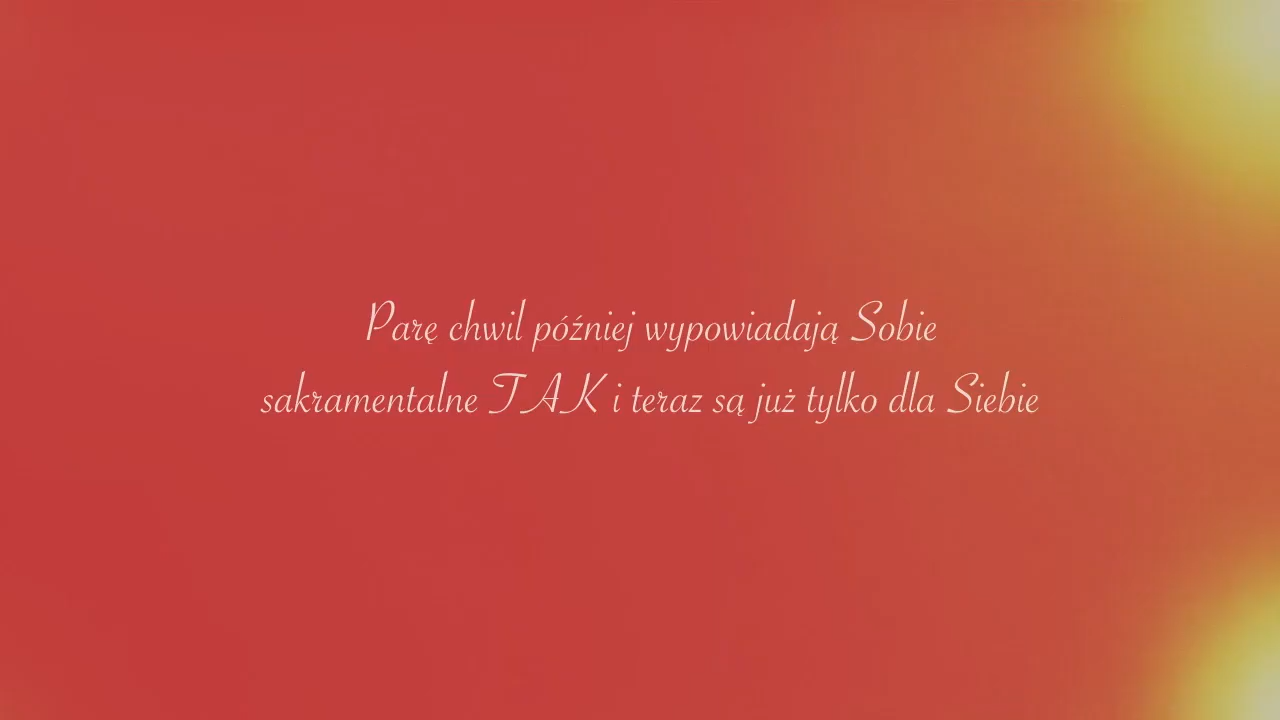 Parę chwil później wypowiadają Sobie
sakramentalne TAK i teraz są już tylko dla Siebie